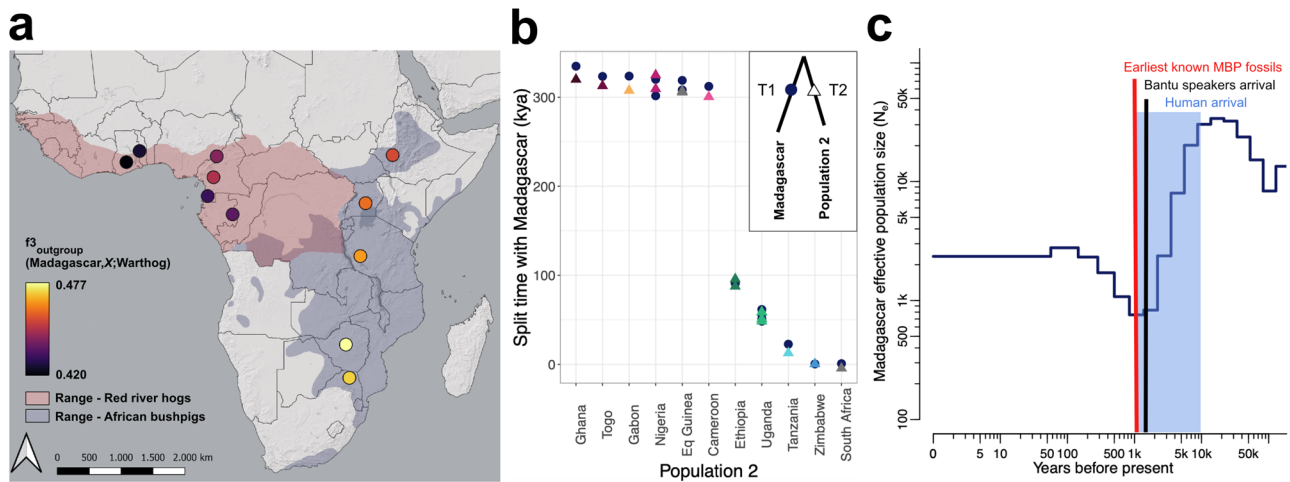 a
f3outgroup
(Madagascar,X;Warthog)
0.477
0.420
Range - Red river hogs
Range - African bushpigs
0 500 1.000 1.500 2.000 km
b
Split time with Madagascar (kya)
300
200
100
0
T1
T2
Madagascar
Population 2
Ghana
Togo
Gabon
Nigeria
Eq Guinea
Cameroon
Ethiopia
Uganda
Tanzania
Zimbabwe
South Africa
Population 2
c
Madagascar effective population size (Ne)
Earliest known MBP fossils
Bantu speakers arrival
Human arrival
50k
10k
5k
1k
500
100
0 5 10 50 100 500 1k 5k 10k 50k
Years before present